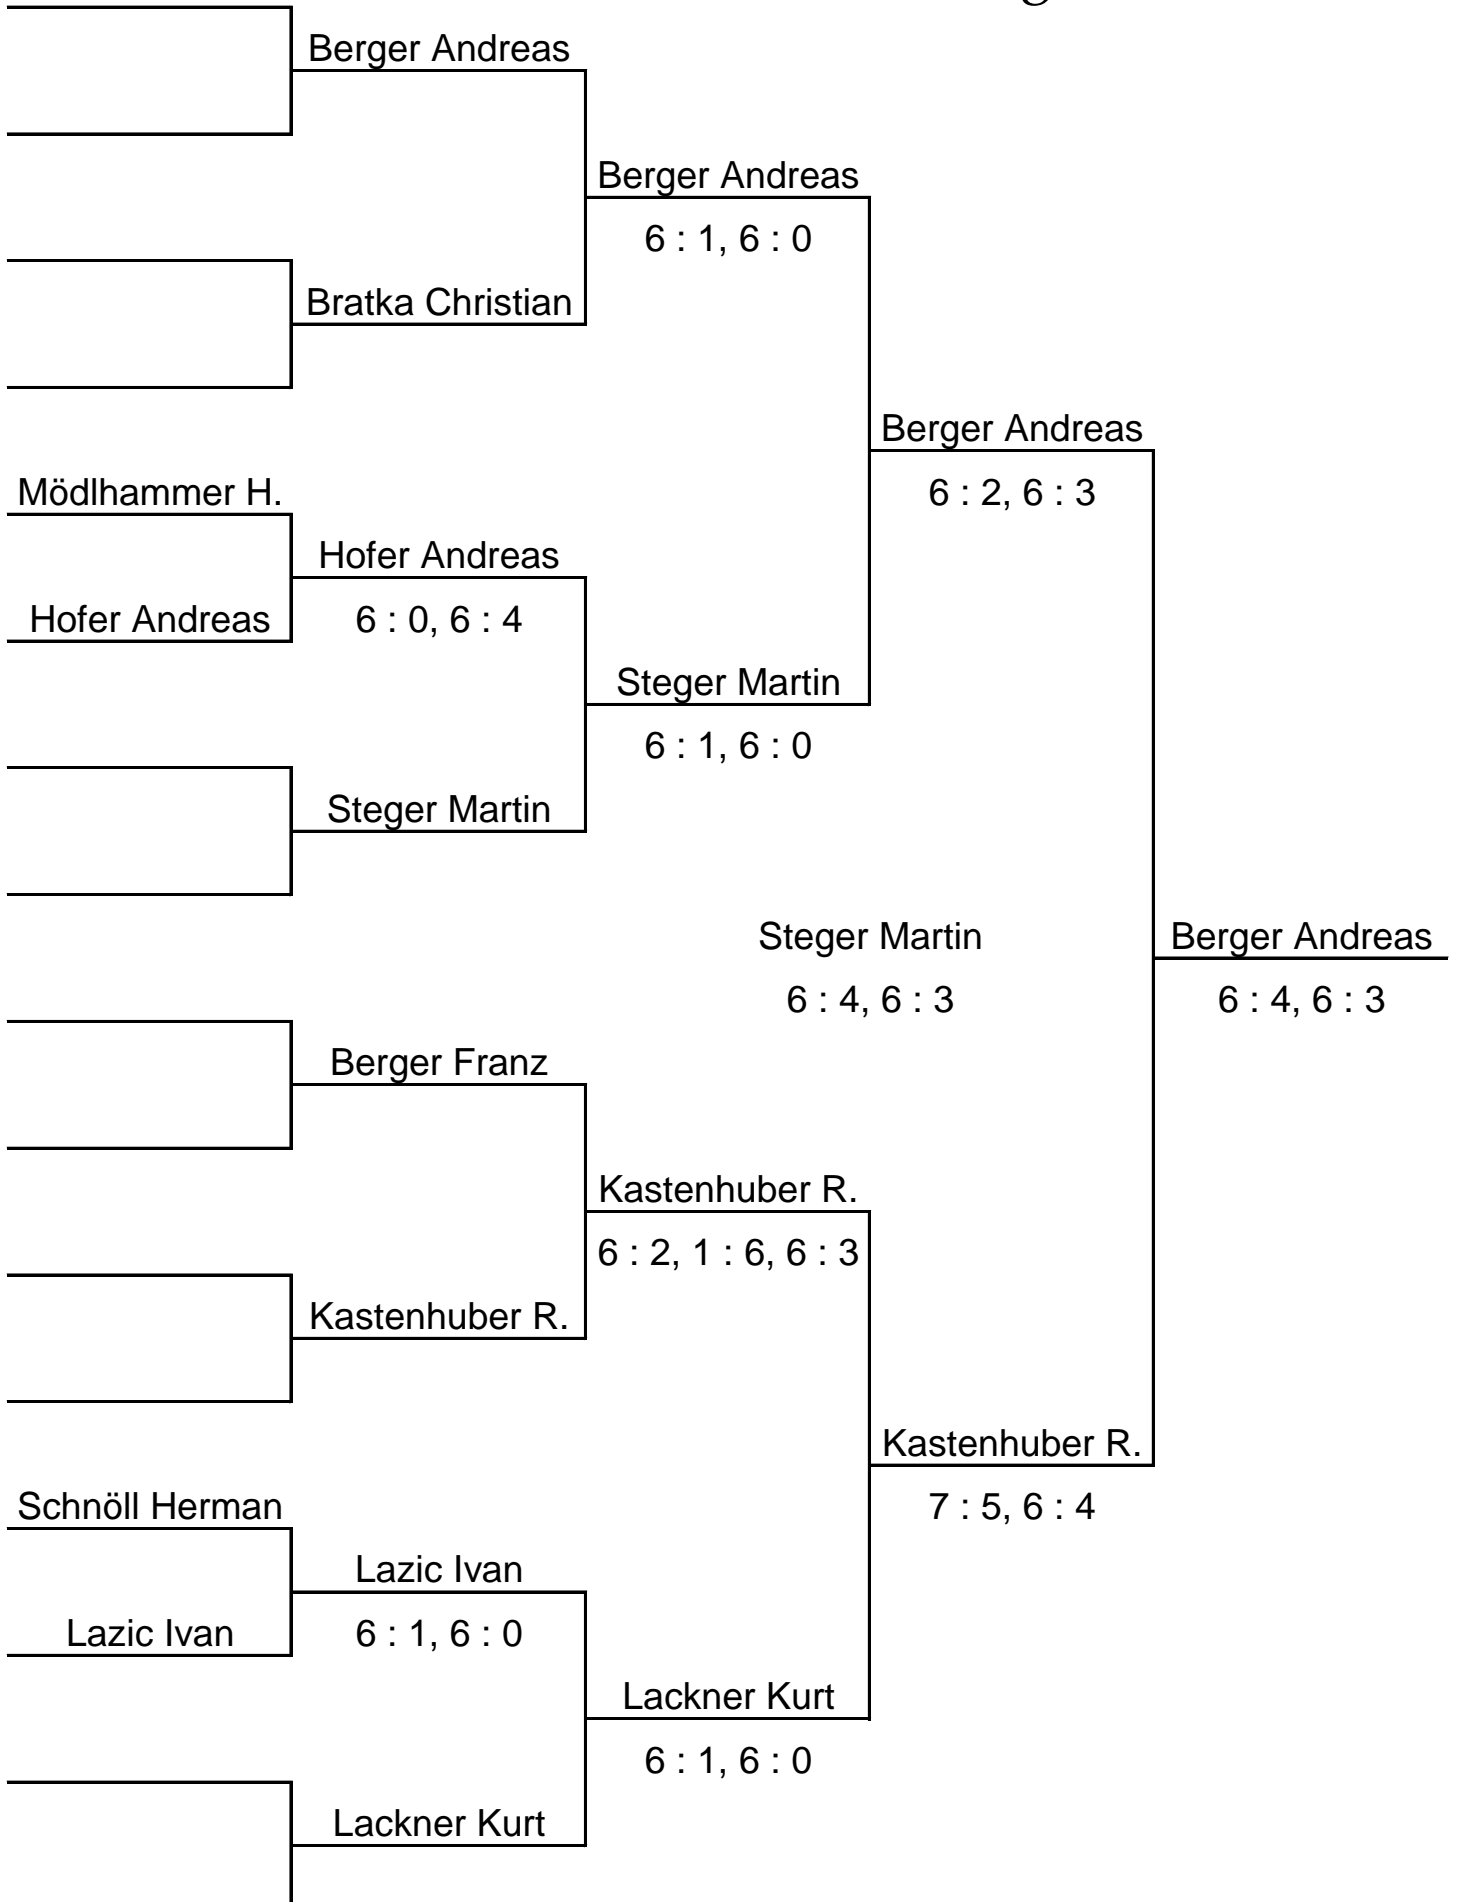 Berger Andreas
Berger Andreas
6 : 1, 6 : 0
Bratka Christian
Berger Andreas
Mödlhammer H.
6 : 2, 6 : 3
Hofer Andreas
Hofer Andreas
6 : 0, 6 : 4
Steger Martin
6 : 1, 6 : 0
Steger Martin
Steger Martin
Berger Andreas
6 : 4, 6 : 3
6 : 4, 6 : 3
Berger Franz
Kastenhuber R.
6 : 2, 1 : 6, 6 : 3
Kastenhuber R.
Kastenhuber R.
Schnöll Herman
7 : 5, 6 : 4
Lazic Ivan
Lazic Ivan
6 : 1, 6 : 0
Lackner Kurt
6 : 1, 6 : 0
Lackner Kurt